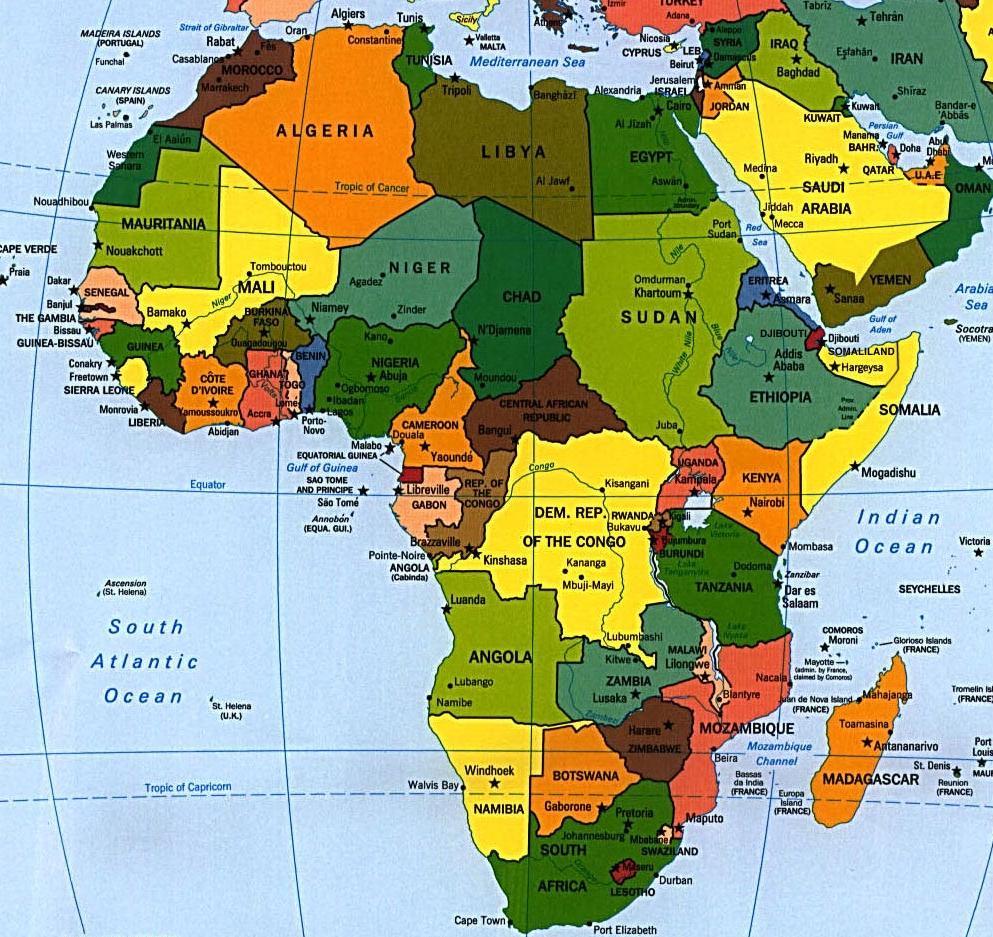 TURKEY
Izmir
Adana
Tabriz
Tehrán
Athens
Sicily
Valletta
MALTA
Strait of Gibraltar
Algiers
Oran
Constantine
Tunis
TUNISIA
MADEIRA ISLANDS
(PORTUGAL)
Funchal
Rabat
Fès
Casablanca
MOROCCO
Marrakech
Mediterranean Sea
Nicosia
CYPRUS
LEB.
Beirut
Aleppo
SYRIA
Damascus
IRAQ
Baghdad
Eşfahán
IRAN
Shíraz
Bandar-e
'Abbás
CANARY ISLANDS
(SPAIN)
Las Palmas
El Aaiún
Western
Sahara
ALGERIA
Tripoli
Banghází
LIBYA
Al Jawf
Alexandria
Cairo
Al Jízah
EGYPT
Nile
Aswán
Admin.
Boundary
Jerusalem
ISRAEL
Amman
JORDAN
Kuwait
KUWAIT
Persian
Gulf
Manama
BAHR.
Doha
QATAR
Abu
Dhabi
U.A.E
OMAN
Medina
Riyadh
SAUDI
ARABIA
Jiddah
Mecca
Tropic of Cancer
Nouadhibou
MAURITANIA
Nouakchott
Port
Sudan
Red
Sea
CAPE VERDE
Praia
Dakar
SENEGAL
Banjul
THE GAMBIA
Bissau
GUINEA-BISSAU
Tombouctou
MALI
Niger
Bamako
NIGER
Agadez
Niamey
Zinder
CHAD
N'Djamena
Moundou
Nile
Omdurman
Khartoum
SUDAN
White Nile
Blue Nile
Juba
ERITREA
Asmara
YEMEN
Sanaa
Arabian
Sea
Gulf of
Aden
Socotra
(YEMEN)
DJIBOUTI
Djibouti
SOMALILAND
Hargeysa
Addis
Ababa
ETHIOPIA
Prov.
Admin.
Line
SOMALIA
Mogadishu
BURKINA
FASO
Ouagadougou
GUINEA
Conakry
Freetown
SIERRA LEONE
Monrovia
LIBERIA
CÔTE
D'IVOIRE
Yamoussoukro
Abidjan
GHANA
Volta
Accra
TOGO
Lome
BENIN
Porto-
Novo
Kano
NIGERIA
Abuja
Ogbomoso
Ibadan
Lagos
CAMEROON
Douala
Yaoundé
Malabo
EQUATORIAL GUINEA
Gulf of Guinea
CENTRAL AFRICAN
REPUBLIC
Bangui
SAO TOME
AND PRINCIPE
São Tomé
Annobón
(EQUA. GUI.)
Libreville
GABON
REP. OF
THE
CONGO
Brazzaville
Pointe-Noire
ANGOLA
(Cabinda)
Kinshasa
Congo
Kisangani
DEM. REP.
OF THE CONGO
Kananga
Mbuji-Mayi
Lubumbashi
UGANDA
Kampala
RWANDA
Kigali
Bukavu
Bujumbura
BURUNDI
Lake
Victoria
Lake
Tanganyika
KENYA
Nairobi
Mombasa
Dodoma
TANZANIA
Zanzibar
Dar es
Salaam
Equator
Indian
Ocean
Victoria
SEYCHELLES
Ascension
(St. Helena)
South
Atlantic
Ocean
St. Helena
(U.K.)
Luanda
ANGOLA
Lubango
Namibe
Kitwe
ZAMBIA
Lusaka
Zambezi
MALAWI
Lilongwe
Lake
Nyasa
Blantyre
Nacala
MOZAMBIQUE
Beira
Maputo
COMOROS
Moroni
Mayotte
(admin. by France,
claimed by Comoros)
Glorioso Islands
(FRANCE)
Juan de Nova Island
(FRANCE)
Mahajanga
Toamasina
Antananarivo
MADAGASCAR
Tromelin Is
(FRANCE
Port
Louis
MAUR
St. Denis
Reunion
(FRANCE)
Mozambique
Channel
Bassas
da India
(FRANCE)
Europa
Island
(FRANCE)
Harare
ZIMBABWE
Tropic of Capricorn
Walvis Bay
Windhoek
NAMIBIA
BOTSWANA
Gaborone
Pretoria
Johannesburg
Mbabane
SWAZILAND
SOUTH
AFRICA
Orange
Maseru
LESOTHO
Durban
Cape Town
Port Elizabeth